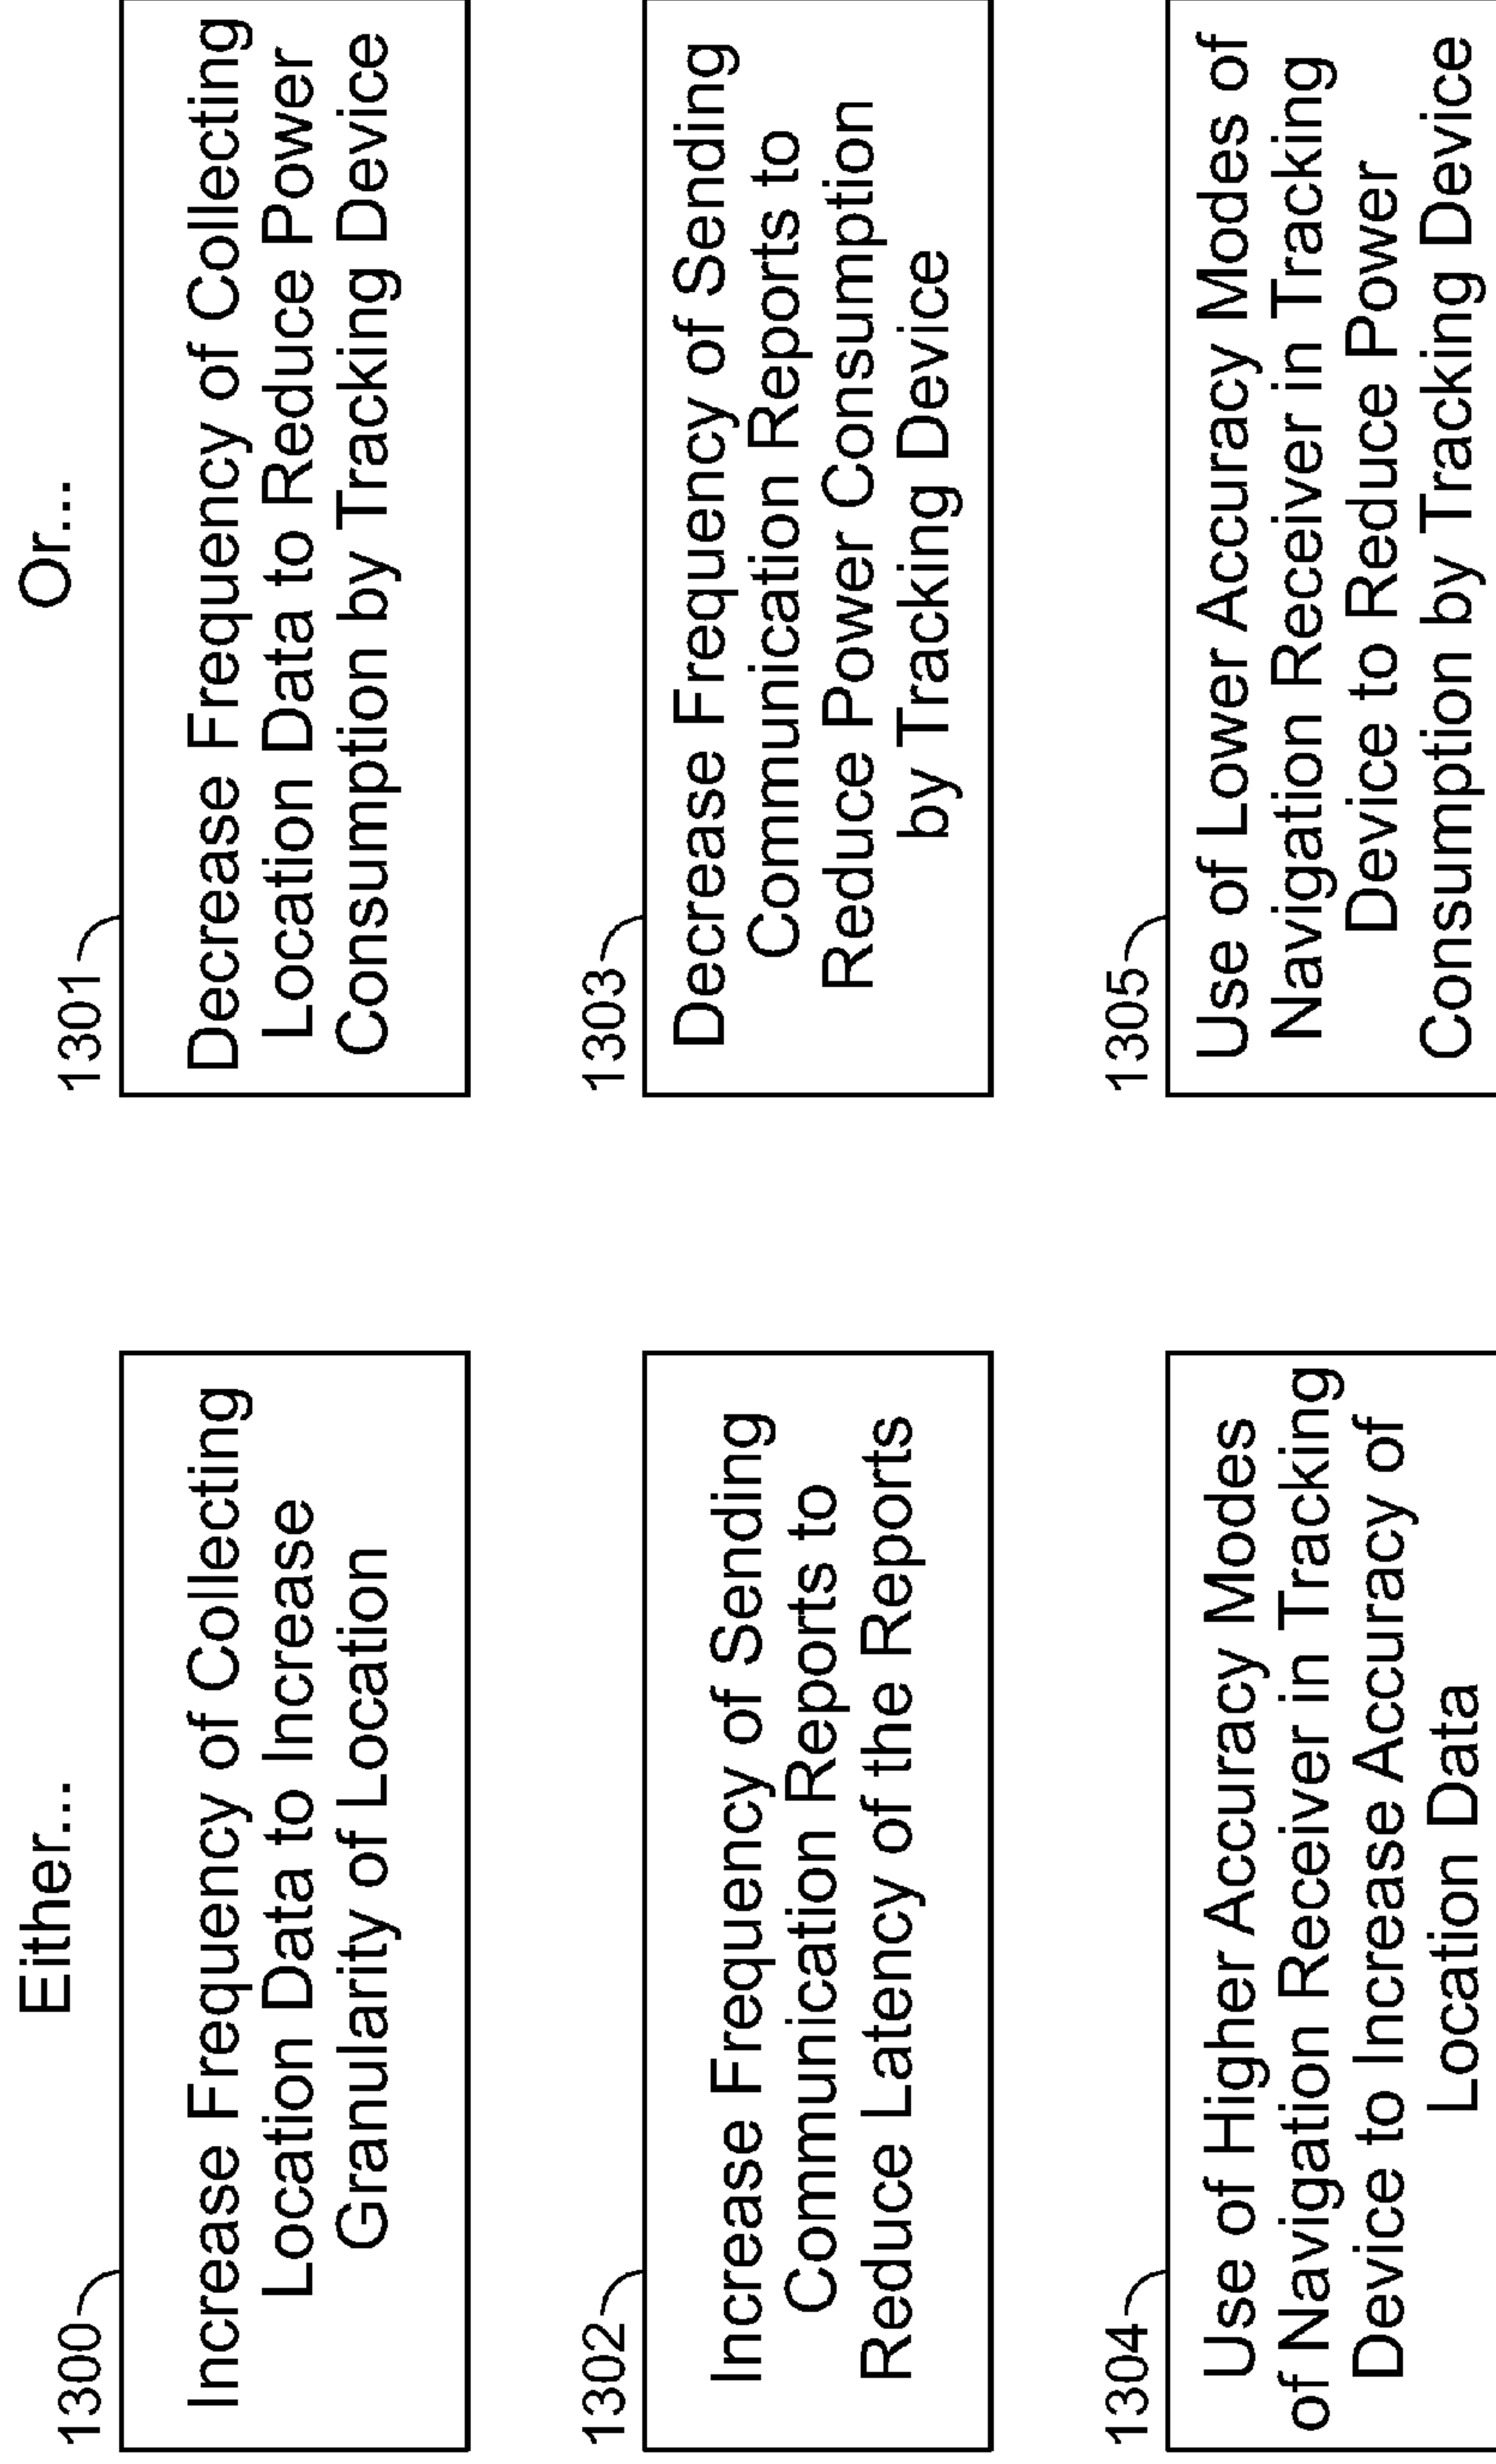 Either...
1300
Increase Frequency of Collecting
Location Data to Increase
Granularity of Location
1302
Increase Frequency of Sending
Communication Reports to
Reduce Latency of the Reports
1304
Use of Higher Accuracy Modes
of Navigation Receiver in Tracking
Device to Increase Accuracy of
Location Data
Or...
1301
Decrease Frequency of Collecting
Location Data to Reduce Power
Consumption by Tracking Device
1303
Decrease Frequency of Sending
Communication Reports to
Reduce Power Consumption
by Tracking Device
1305
Use of Lower Accuracy Modes of
Navigation Receiver in Tracking
Device to Reduce Power
Consumption by Tracking Device